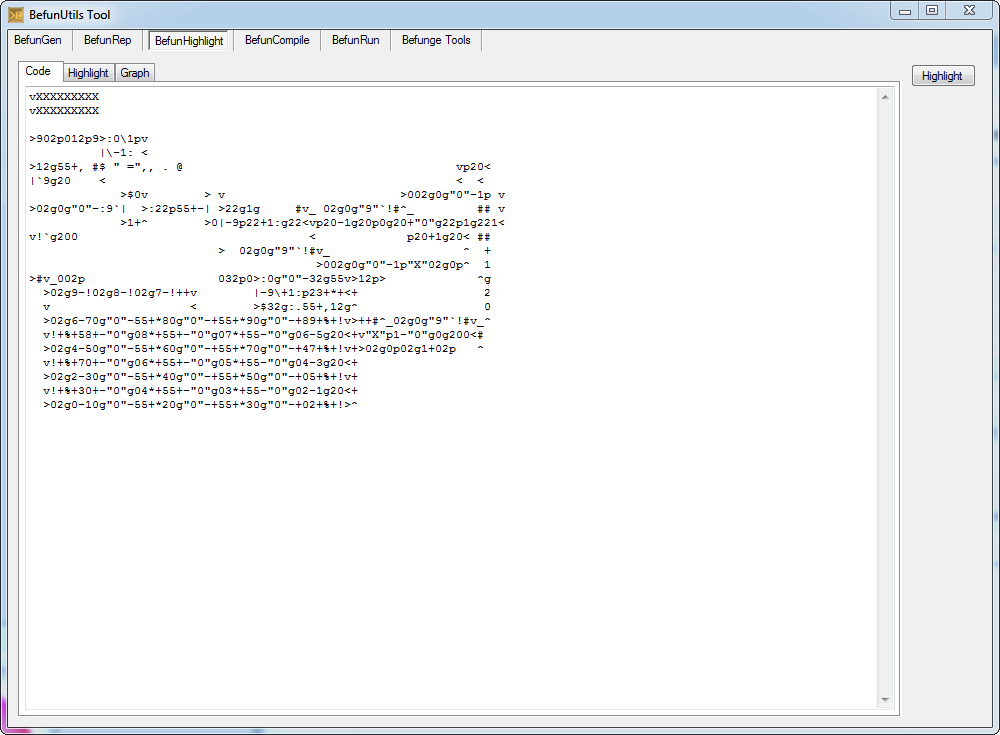 BefunUtils Tool
BefunGen BefunRep BefunHighlight BefunCompile BefunRun Befunge Tools
Code Highlight Graph
Highlight
vXXXXXXXXX
vXXXXXXXXX

>902p012p9>:0\1pv
          |\-1: <
>12g55+, #$ " =",, . @                                       vp20<
|`9g20    <                                                  <  <
             >$0v           > v                         >002g0g"0"-1p v
>02g0g"0"-:9`|  >:22p55+-| >22g1g     #v_ 02g0g"9"`!#^_         ## v
             >1+^        >0|-9p22+1:g22<vp20-1g20p0g20+"0"g22p1g221<
v!`g200                                 <             p20+1g20< ##
                           >  02g0g"9"`!#v_                   ^  +
                                         >002g0g"0"-1p"X"02g0p^  1
>#v_002p                   032p0>:0g"0"-32g55v>12p>             ^g
  >02g9-!02g8-!02g7-!++v        |-9\+1:p23+*+<+                  2
  v                    <        >$32g:.55+,12g^                  0
  >02g6-70g"0"-55+*80g"0"-+55+*90g"0"-+89+%+!v>++#^_02g0g"9"`!#v_^
  v!+%+58+-"0"g08*+55+-"0"g07*+55-"0"g06-5g20<+v"X"p1-"0"g0g200<#
  >02g4-50g"0"-55+*60g"0"-+55+*70g"0"-+47+%+!v+>02g0p02g1+02p   ^
  v!+%+70+-"0"g06*+55+-"0"g05*+55-"0"g04-3g20<+
  >02g2-30g"0"-55+*40g"0"-+55+*50g"0"-+05+%+!v+
  v!+%+30+-"0"g04*+55+-"0"g03*+55-"0"g02-1g20<+
  >02g0-10g"0"-55+*20g"0"-+55+*30g"0"-+02+%+!>^